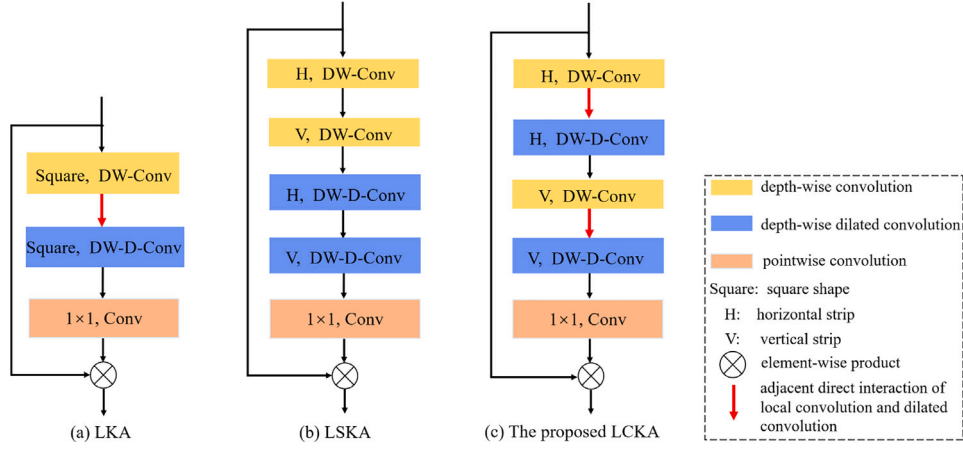 Square, DW-Conv
Square, DW-D-Conv
1×1, Conv
(a) LKA
H, DW-Conv
V, DW-Conv
H, DW-D-Conv
V, DW-D-Conv
1×1, Conv
(b) LSKA
H, DW-Conv
H, DW-D-Conv
V, DW-Conv
V, DW-D-Conv
1×1, Conv
(c) The proposed LCKA
depth-wise convolution
depth-wise dilated convolution
pointwise convolution
Square: square shape
H: horizontal strip
V: vertical strip
element-wise product
adjacent direct interaction of
local convolution and dilated
convolution